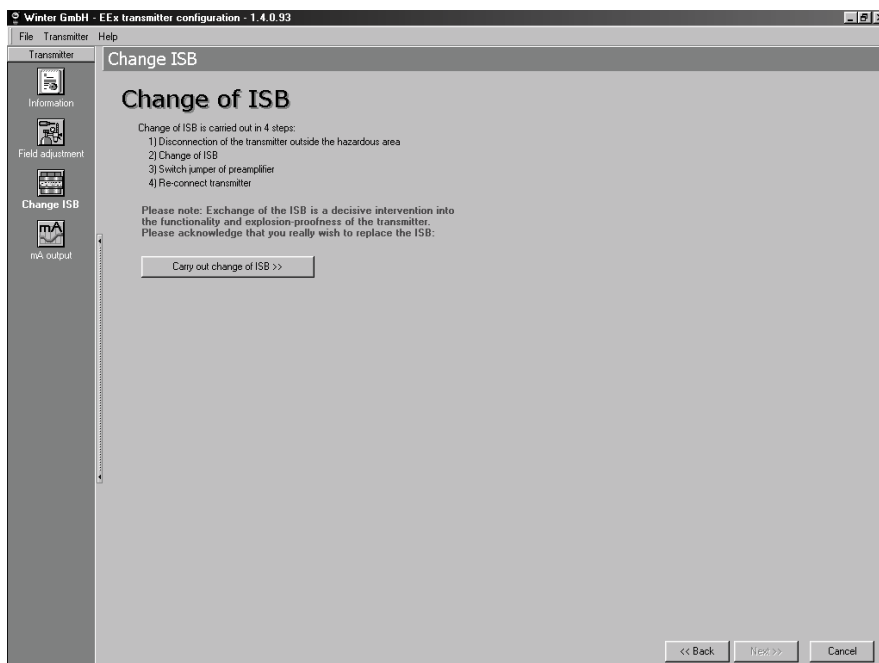 Winter GmbH - EEx transmitter configuration - 1.4.0.93
File Transmitter Help
Transmitter
Information
Field adjustment
Change ISB
mA
mA output
Change ISB
Change of ISB
Change of ISB is carried out in 4 steps:
1) Disconnection of the transmitter outside the hazardous area
2) Change of ISB
3) Switch jumper of preamplifier
4) Re-connect transmitter
Please note: Exchange of the ISB is a decisive intervention into
the functionality and explosion-proofness of the transmitter.
Please acknowledge that you really wish to replace the ISB:
Carry out change of ISB >>
<< Back Next >> Cancel